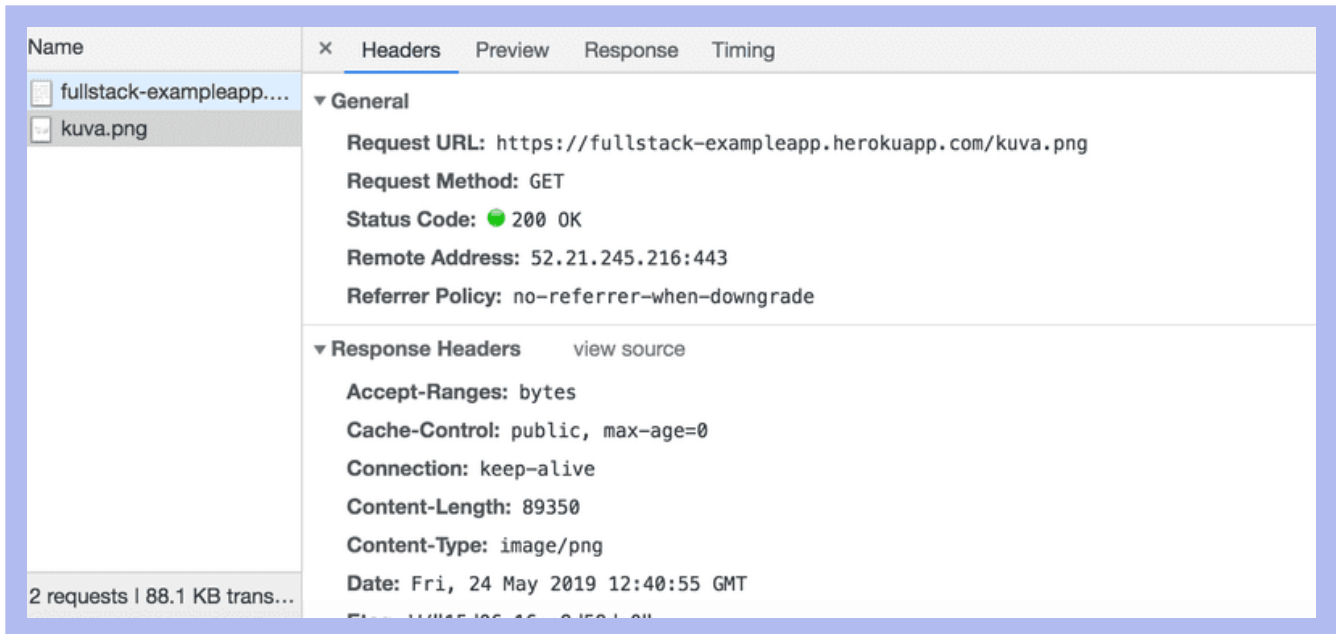 Name
fullstack-exampleapp....
kuva.png
2 requests | 88.1 KB trans...
× Headers Preview Response Timing
▼ General
Request URL: https://fullstack-exampleapp.herokuapp.com/kuva.png
Request Method: GET
Status Code: 200 OK
Remote Address: 52.21.245.216:443
Referrer Policy: no-referrer-when-downgrade
▼ Response Headers view source
Accept-Ranges: bytes
Cache-Control: public, max-age=0
Connection: keep-alive
Content-Length: 89350
Content-Type: image/png
Date: Fri, 24 May 2019 12:40:55 GMT